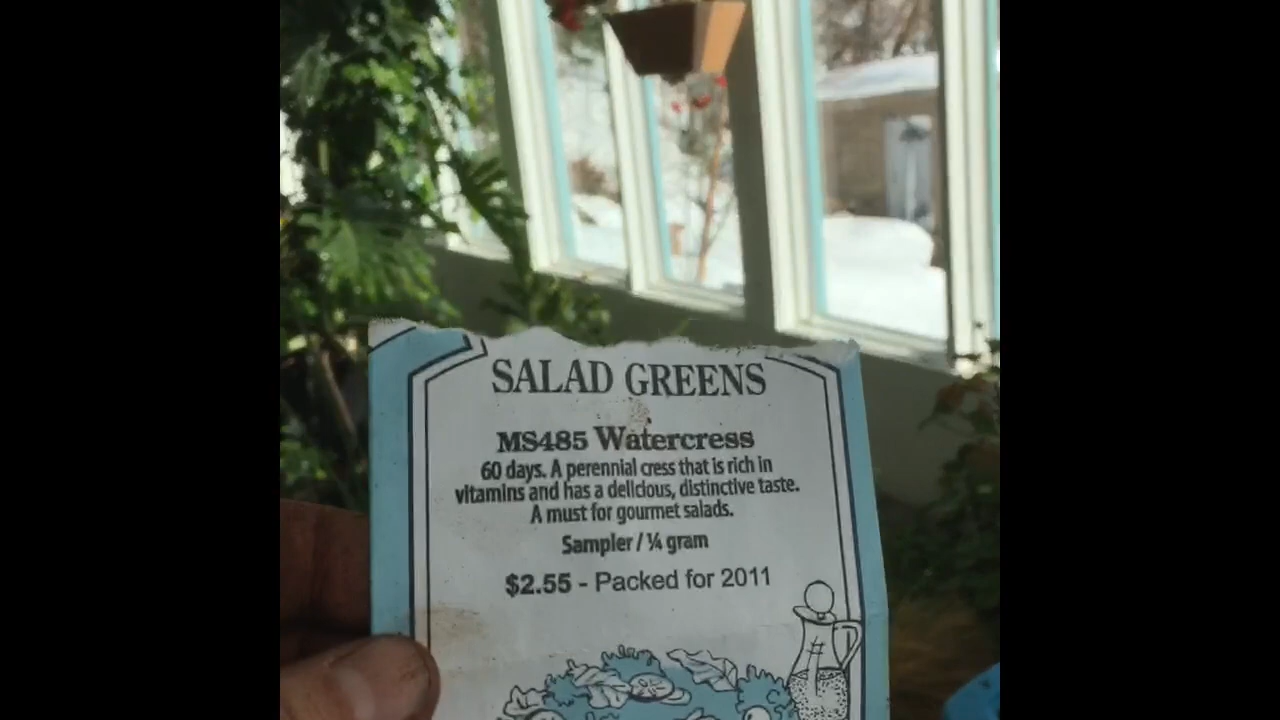 SALAD GREENS
MS485 Watercress
60 days. A perennial cress that is rich in
vitamins and has a delicious, distinctive taste.
A must for gourmet salads.
Sampler / ¼ gram
$2.55 - Packed for 2011